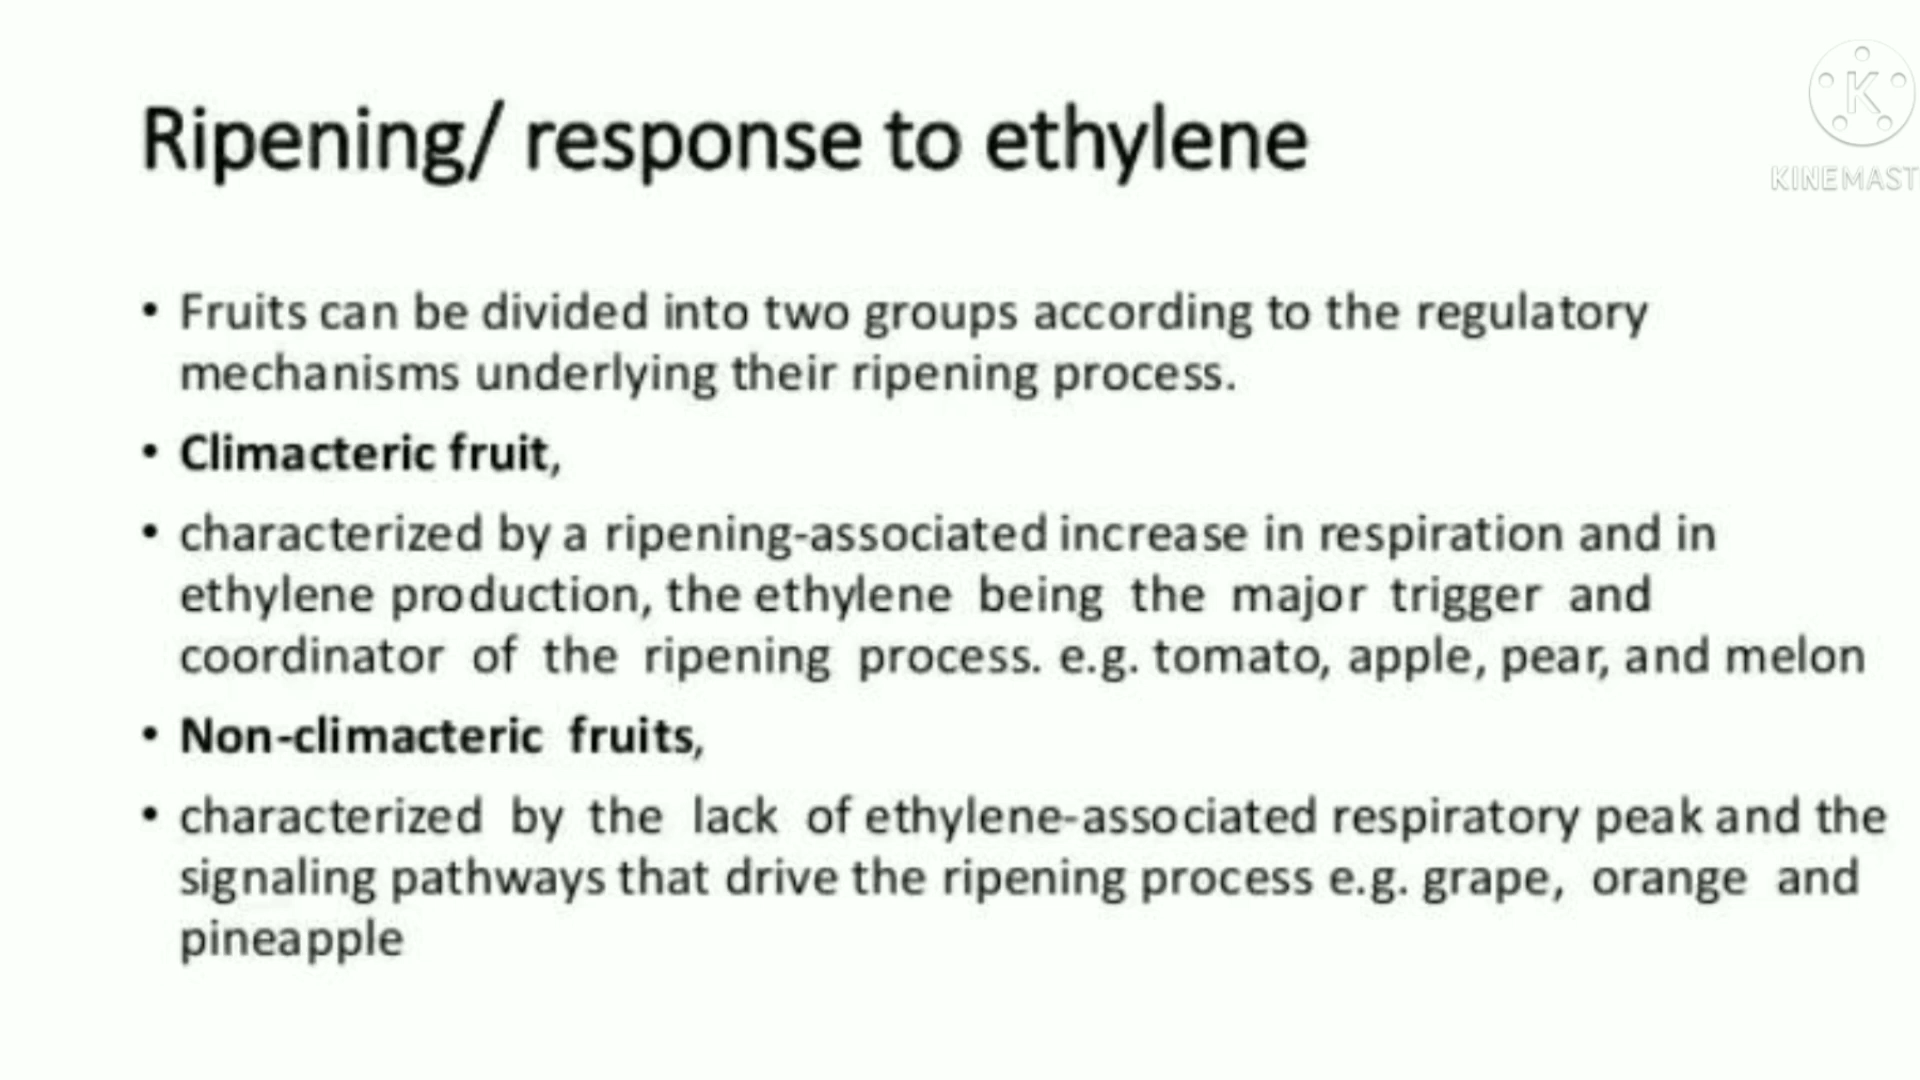 Ripening/ response to ethylene
K
KINEMAST
• Fruits can be divided into two groups according to the regulatory
mechanisms underlying their ripening process.
• Climacteric fruit,
• characterized by a ripening-associated increase in respiration and in
ethylene production, the ethylene being the major trigger and
coordinator of the ripening process. e.g. tomato, apple, pear, and melon
• Non-climacteric fruits,
• characterized by the lack of ethylene-associated respiratory peak and the
signaling pathways that drive the ripening process e.g. grape, orange and
pineapple